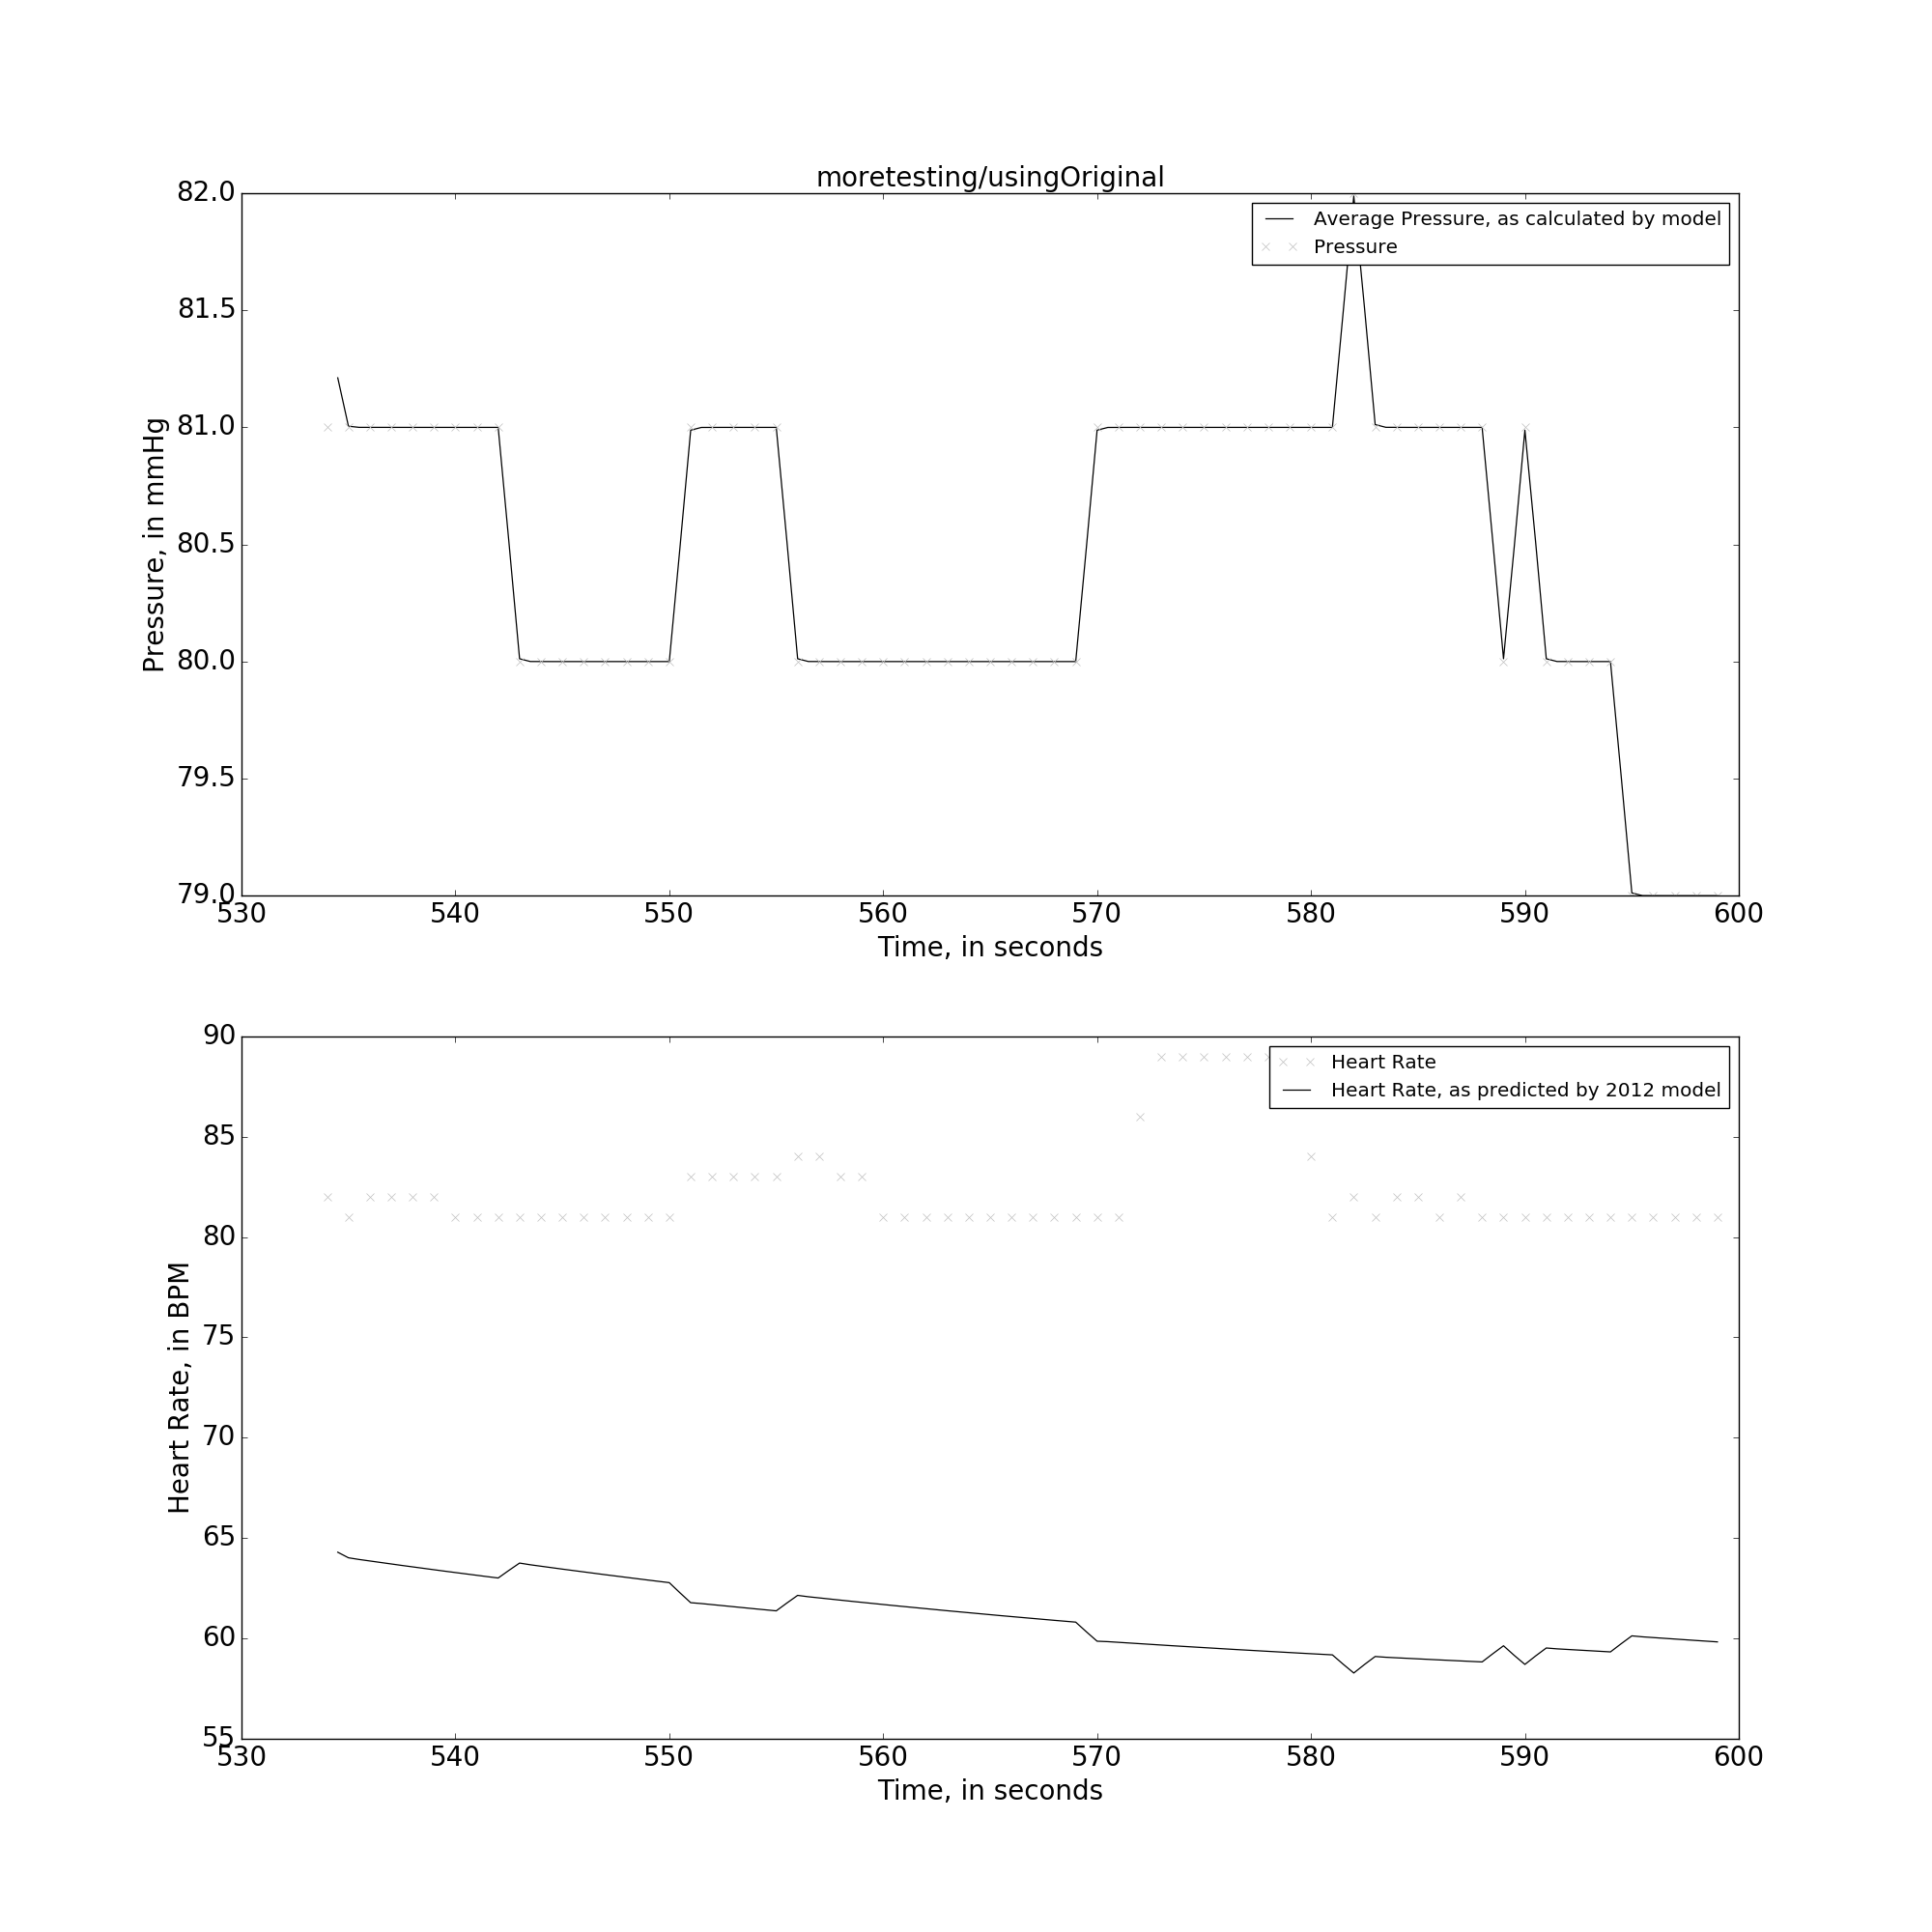 moretesting/usingOriginal
82.0
81.5
81.0
80.5
80.0
79.5
79.0
Pressure, in mmHg
Average Pressure, as calculated by model
Pressure
530 540 550 560 570 580 590 600
Time, in seconds
90
85
80
75
70
65
60
55
Heart Rate, in BPM
Heart Rate
Heart Rate, as predicted by 2012 model
530 540 550 560 570 580 590 600
Time, in seconds